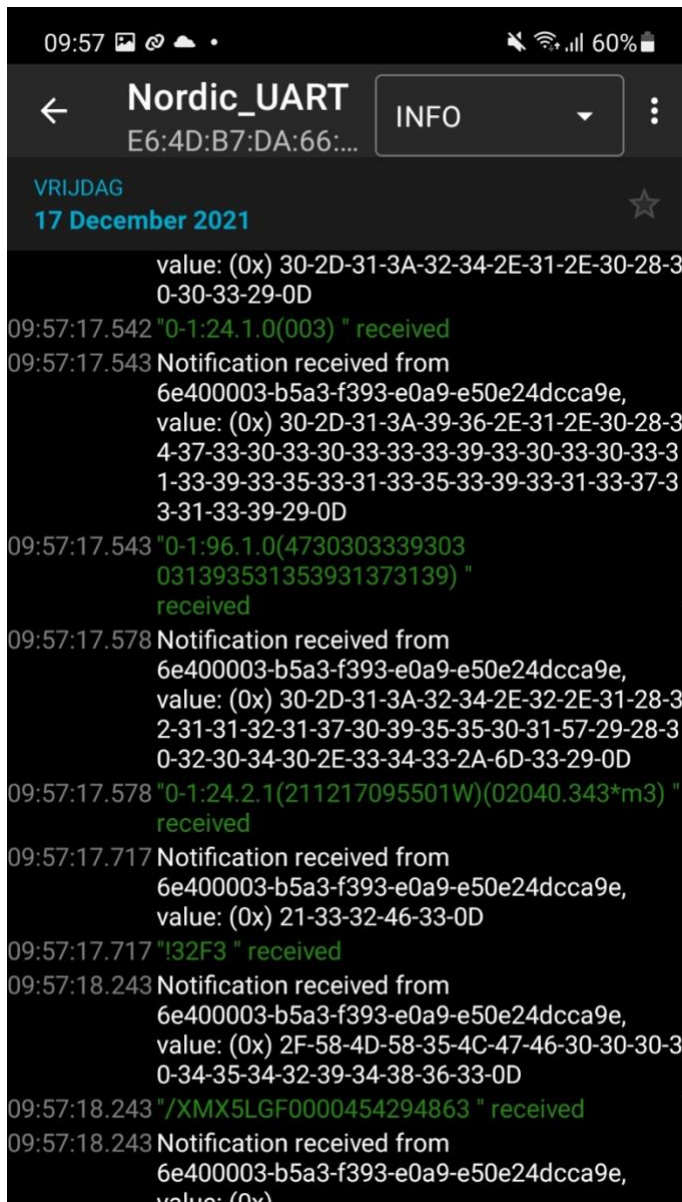 09:57 60%
Nordic_UART
INFO
E6:4D:B7:DA:66:...
VRIJDAG
17 December 2021
value: (0x) 30-2D-31-3A-32-34-2E-31-2E-30-28-3
0-30-33-29-0D
09:57:17.542 "0-1:24.1.0(003) " received
09:57:17.543 Notification received from
6e400003-b5a3-f393-e0a9-e50e24dcca9e,
value: (0x) 30-2D-31-3A-39-36-2E-31-2E-30-28-3
4-37-33-30-33-30-33-33-33-39-33-30-33-30-33-3
1-33-39-33-35-33-31-33-35-33-39-33-31-33-37-3
3-31-33-39-29-0D
09:57:17.543 "0-1:96.1.0(4730303339303
031393531353931373139) "
received
09:57:17.578 Notification received from
6e400003-b5a3-f393-e0a9-e50e24dcca9e,
value: (0x) 30-2D-31-3A-32-34-2E-32-2E-31-28-3
2-31-31-32-31-37-30-39-35-35-30-31-57-29-28-3
0-32-30-34-30-2E-33-34-33-2A-6D-33-29-0D
09:57:17.578 "0-1:24.2.1(211217095501W)(02040.343*m3) "
received
09:57:17.717 Notification received from
6e400003-b5a3-f393-e0a9-e50e24dcca9e,
value: (0x) 21-33-32-46-33-0D
09:57:17.717 "!32F3 " received
09:57:18.243 Notification received from
6e400003-b5a3-f393-e0a9-e50e24dcca9e,
value: (0x) 2F-58-4D-58-35-4C-47-46-30-30-30-3
0-34-35-34-32-39-34-38-36-33-0D
09:57:18.243 "/XMX5LGF0000454294863 " received
09:57:18.243 Notification received from
6e400003-b5a3-f393-e0a9-e50e24dcca9e,
value: (0x)